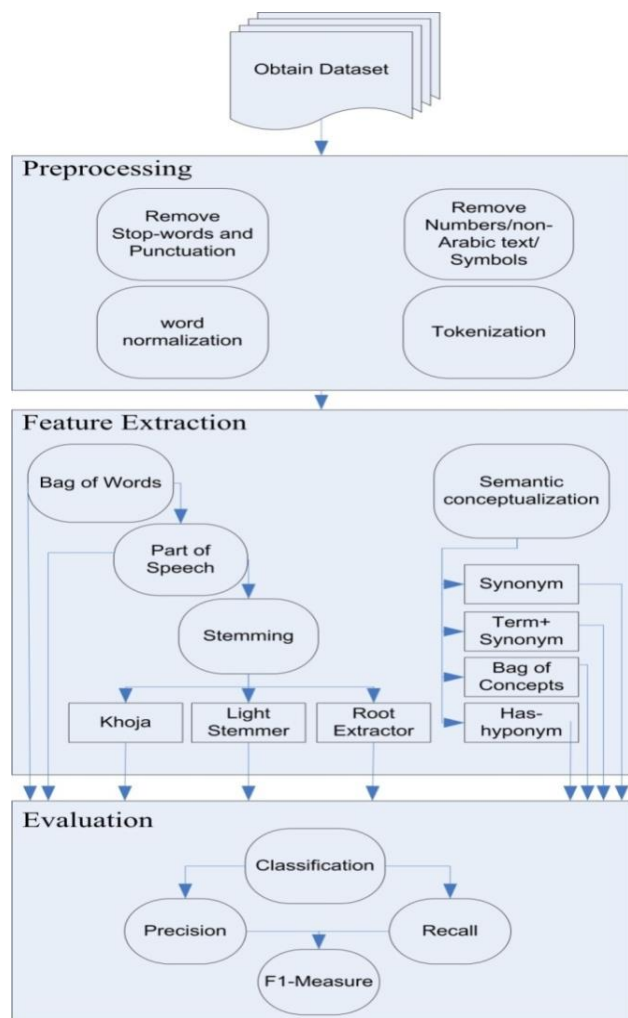 Obtain Dataset
Preprocessing
Remove
Stop-words and
Punctuation
Remove
Numbers/non-
Arabic text/
Symbols
word
normalization
Tokenization
Feature Extraction
Bag of Words
Part of
Speech
Stemming
Khoja
Light
Stemmer
Root
Extractor
Semantic
conceptualization
Synonym
Term+
Synonym
Bag of
Concepts
Has-
hyponym
Evaluation
Classification
Precision
Recall
F1-Measure